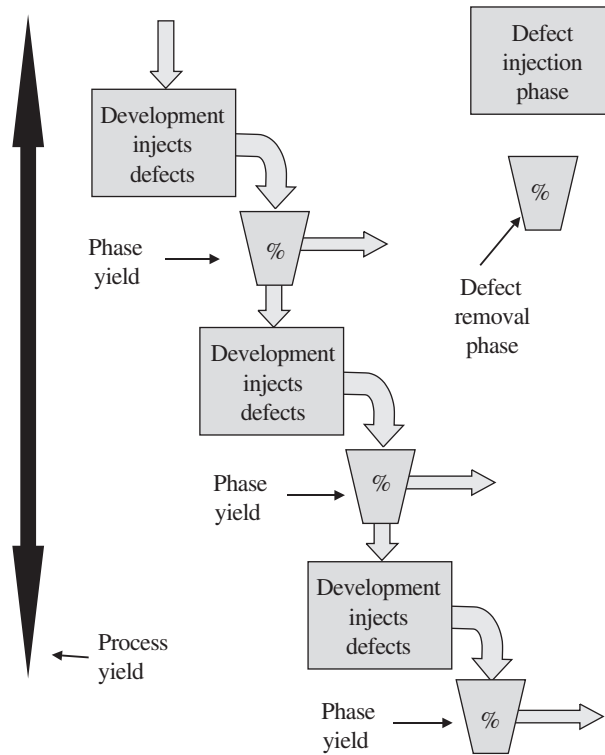 Defect
injection
phase
Development
injects
defects
%
Phase
yield
%
Defect
removal
phase
Development
injects
defects
Phase
yield
%
Development
injects
defects
Process
yield
Phase
yield
%